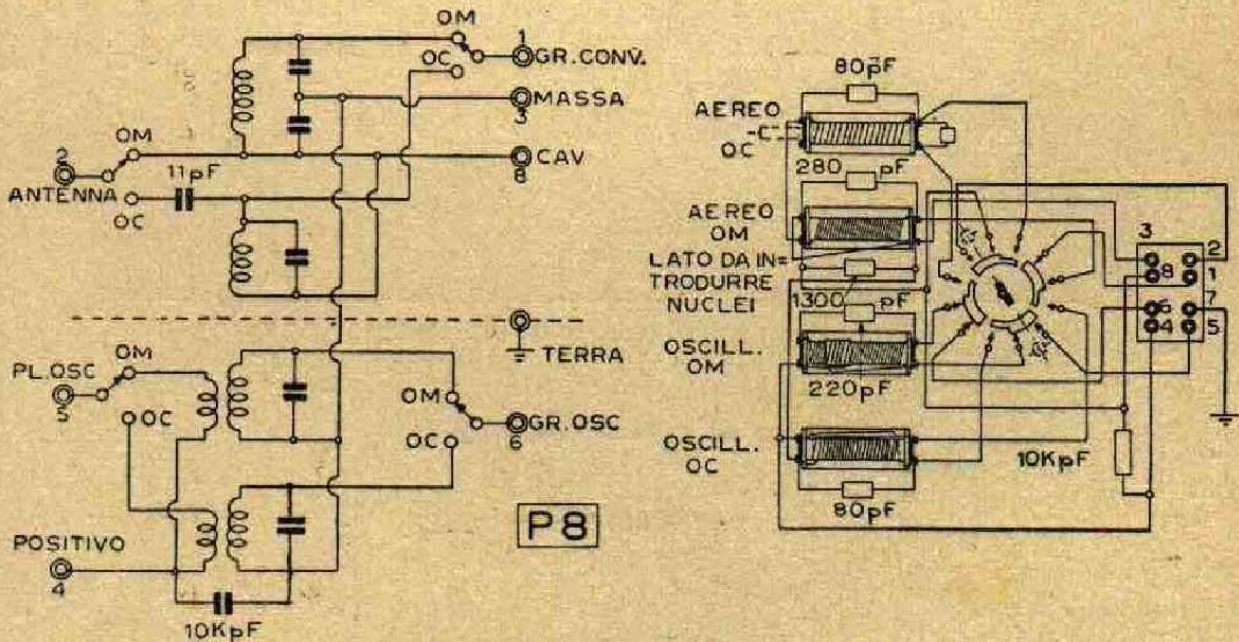 OM
1
GR.CONV.
OC
MASSA
3
OM
2
CAV
8
11pF
ANTENNA
OC
TERRA
OM
PL.OSC
5
OC
OM
GR.OSC
6
OC
P8
POSITIVO
4
10KpF
80pF
AEREO
OC
280 pF
AEREO
OM
LATO DA IN=
TRODURRE
NUCLEI
1300 pF
OSCILL.
OM
220pF
OSCILL.
OC
80pF
10KpF
3 2
8 1
6 7
4 5